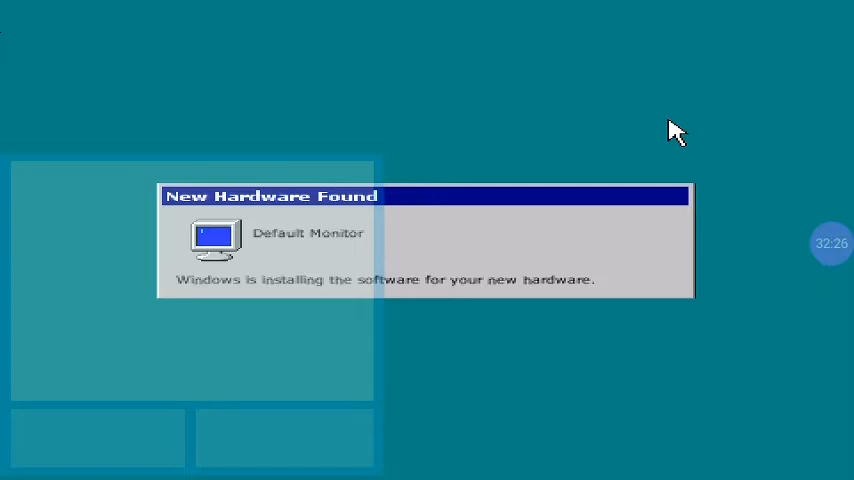 New Hardware Found
Default Monitor
32:26
Windows is installing the software for your new hardware.